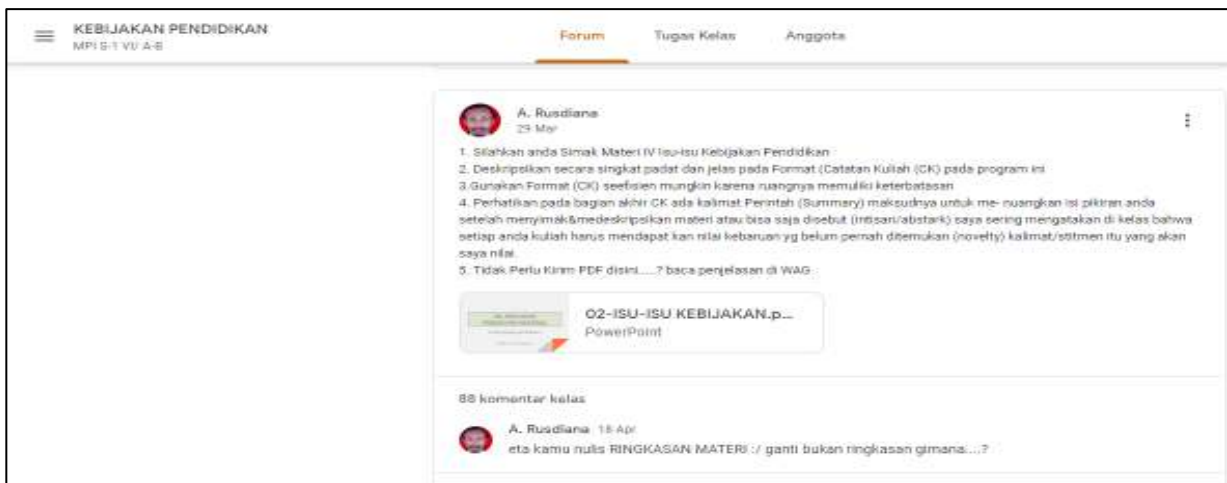 KEBIJAKAN PENDIDIKAN
MPI S-1 VI/ A-B
Forum Tugas Kelas Anggota
A. Rusdiana
29 Mar
1. Silahkan anda Simak Materi IV Isu-isu Kebijakan Pendidikan
2. Deskripsikan secara singkat padat dan jelas pada Format (Catatan Kuliah (CK) pada program ini
3.Gunakan Format (CK) seefisien mungkin karena ruangnya memuliki keterbatasan
4. Perhatikan pada bagian akhir CK ada kalimat Perintah (Summary) maksudnya untuk me- nuangkan isi pikiran anda
setelah menyimak&medeskripsikan materi atau bisa saja disebut (intisari/abstark) saya sering mengatakan di kelas bahwa
setiap anda kuliah harus mendapat kan nilai kebaruan yg belum pernah ditemukan (novelty) kalimat/stitmen itu yang akan
saya nilai.
5. Tidak Perlu Kirim PDF disini.....? baca penjelasan di WAG
02-ISU-ISU KEBIJAKAN.p...
PowerPoint
88 komentar kelas
A. Rusdiana 18 Apr
eta kamu nulis RINGKASAN MATERI :/ ganti bukan ringkasan gimana....?